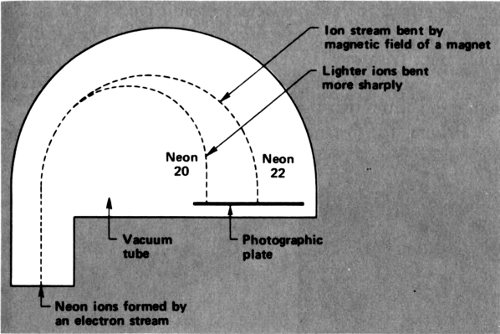 Ion stream bent by
magnetic field of a magnet
Lighter ions bent
more sharply
Neon
20
Neon
22
Vacuum
tube
Photographic
plate
Neon ions formed by
an electron stream